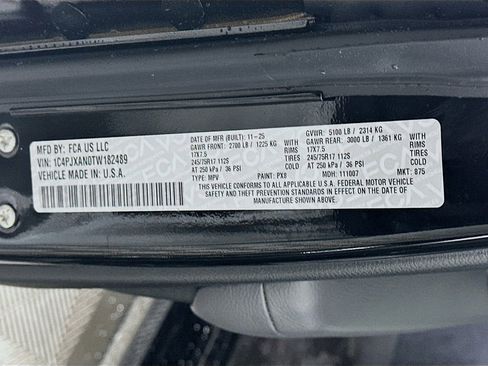 MFD BY: FCA US LLC
VIN: 1C4PJXAN0TW182489
VEHICLE MADE IN: U.S.A.
DATE OF MFR (BUILT): 11-25
GAWR FRONT: 2700 LB / 1225 KG
17X7.5 TIRES
245/75R17 112S COLD
AT 250 kPa / 36 PSI
TYPE: MPV
GVWR: 5100 LB / 2314 KG
GAWR REAR: 3000 LB / 1361 KG
17X7.5 TIRES
245/75R17 112S COLD
AT 250 kPa / 36 PSI
PAINT: PX8 MDH: 111007 MKT: 875
THIS VEHICLE CONFORMS TO ALL APPLICABLE U.S.A. FEDERAL MOTOR VEHICLE
SAFETY AND THEFT PREVENTION STANDARDS IN EFFECT ON THE DATE OF
MANUFACTURE SHOWN ABOVE.